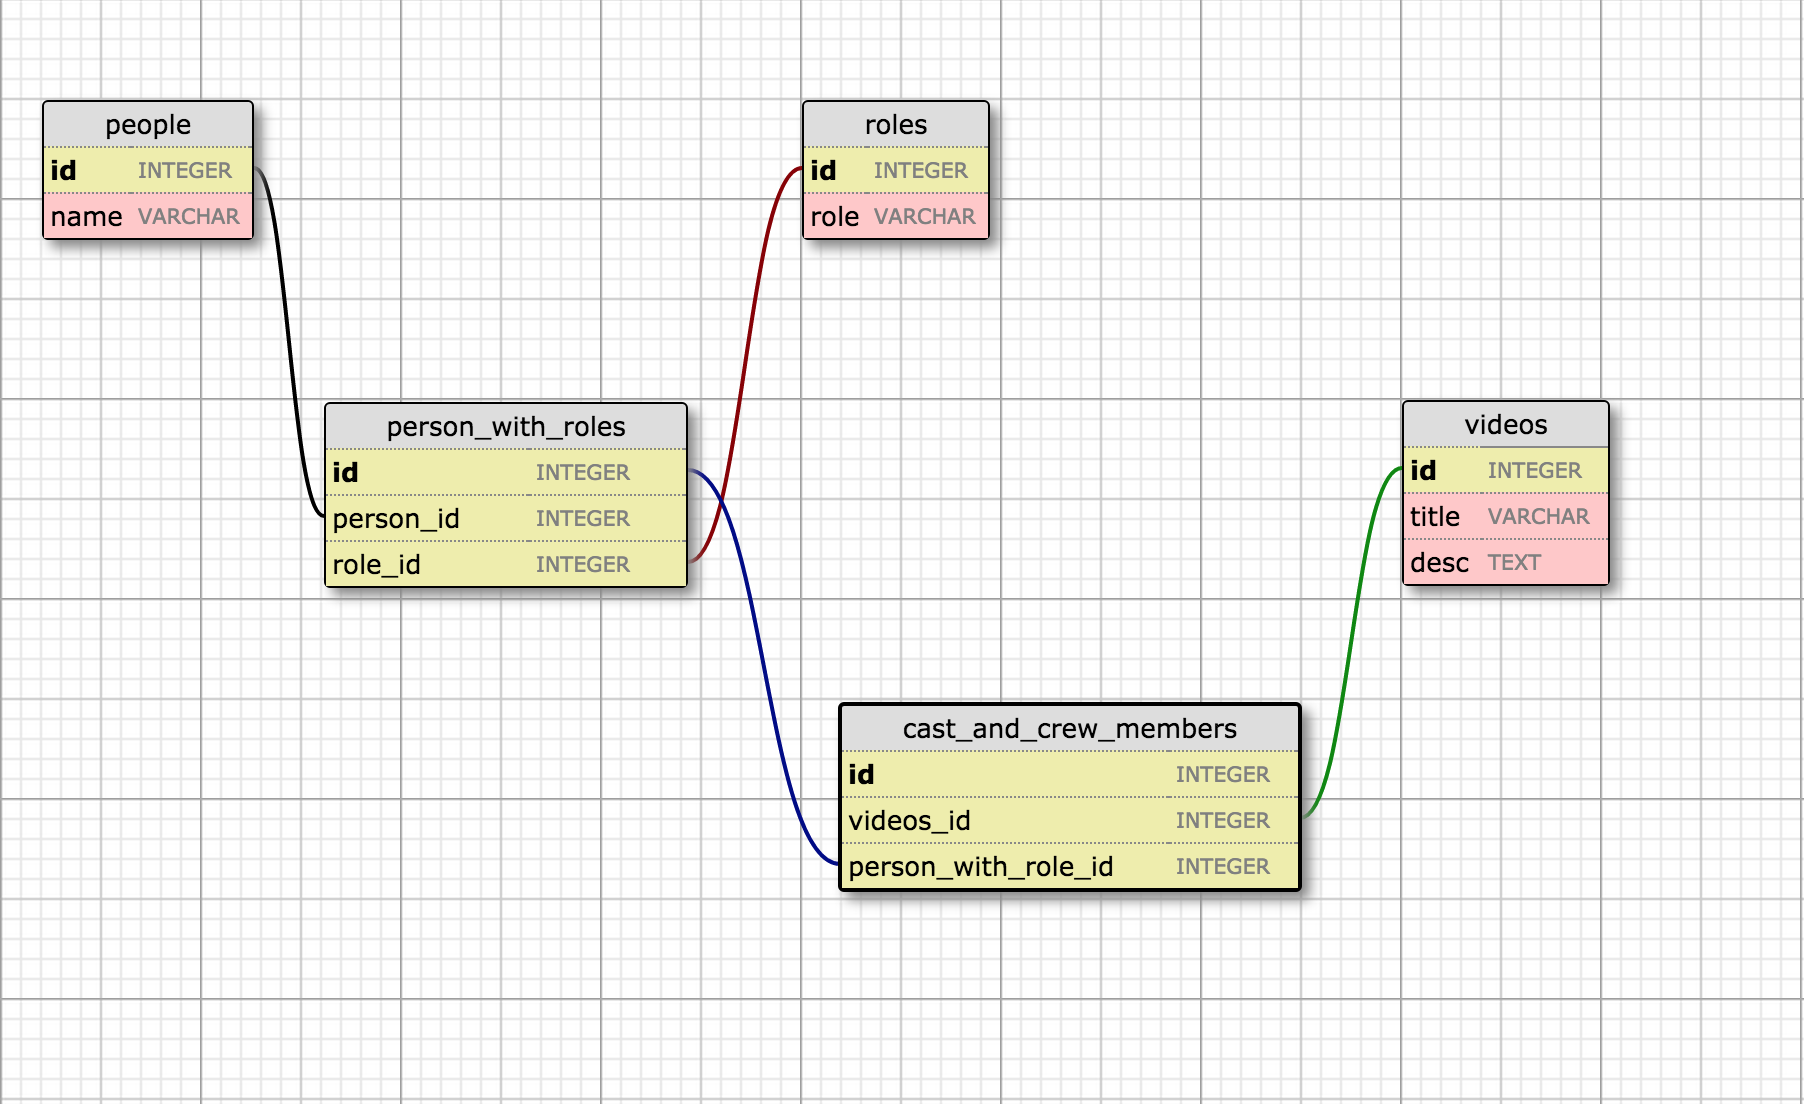 people
id INTEGER
name VARCHAR
roles
id INTEGER
role VARCHAR
person_with_roles
id INTEGER
person_id INTEGER
role_id INTEGER
videos
id INTEGER
title VARCHAR
desc TEXT
cast_and_crew_members
id INTEGER
videos_id INTEGER
person_with_role_id INTEGER